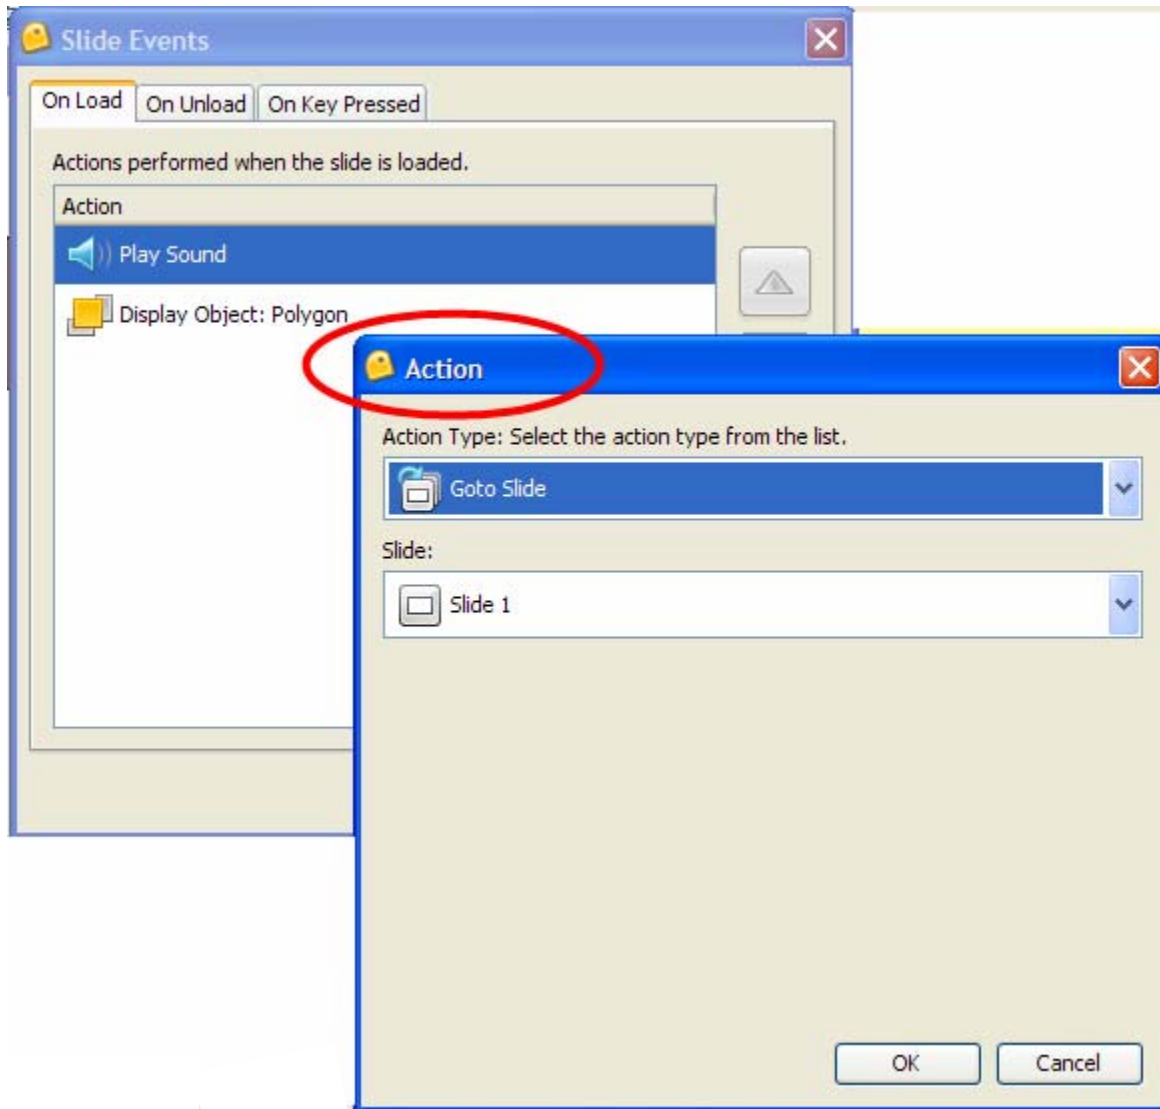 Slide Events
On Load On Unload On Key Pressed
Actions performed when the slide is loaded.
Action
Play Sound
Display Object: Polygon
Action
Action Type: Select the action type from the list.
Goto Slide
Slide:
Slide 1
OK Cancel